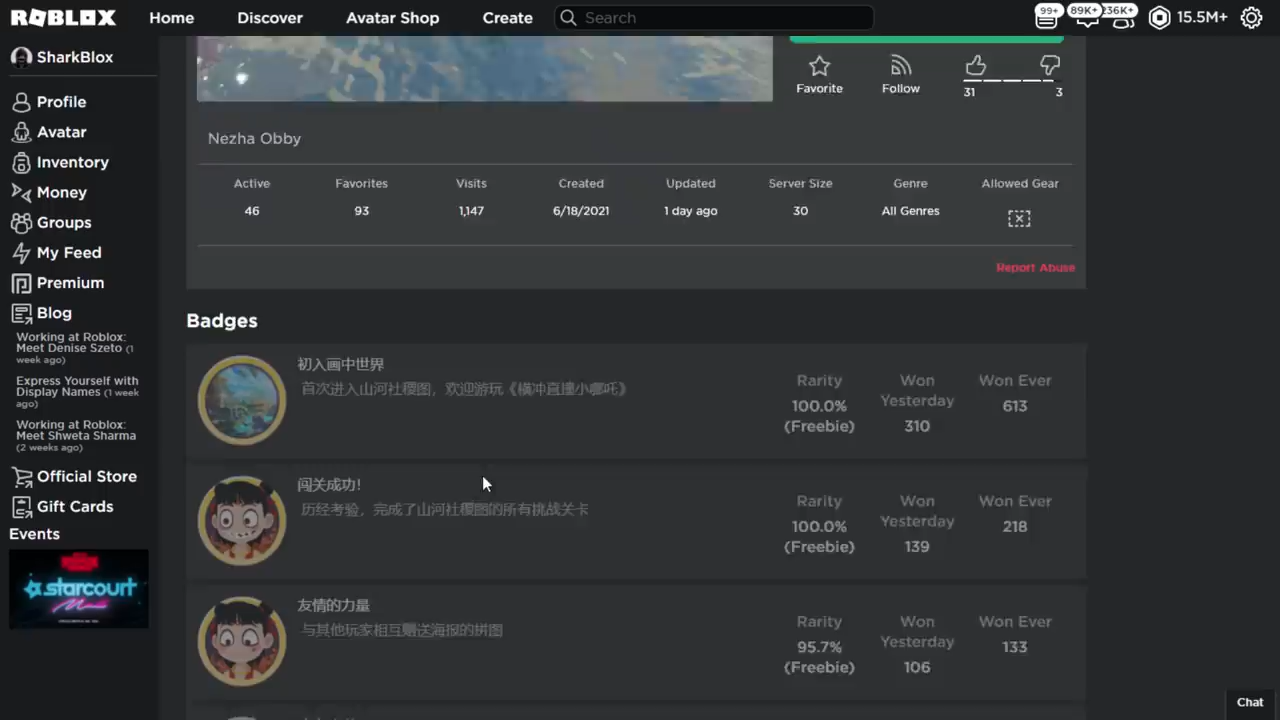 ROBLOX
Home
Discover
Avatar Shop
Create
Search
99+
89K+
236K+
15.5M+
SharkBlox
Profile
Avatar
Inventory
Money
Groups
My Feed
Premium
Blog
Working at Roblox:
Meet Denise Szeto (1
week ago)
Express Yourself with
Display Names (1 week
ago)
Working at Roblox:
Meet Shweta Sharma
(2 weeks ago)
Official Store
Gift Cards
Events
starcourt
Favorite
Follow
31
3
Nezha Obby
Active
Favorites
Visits
Created
Updated
Server Size
Genre
Allowed Gear
46
93
1,147
6/18/2021
1 day ago
30
All Genres
Report Abuse
Badges
初入画中世界
首次进入山河社稷图，欢迎游玩《横冲直撞小哪吒》
Rarity
100.0%
(Freebie)
Won
Yesterday
310
Won Ever
613
闯关成功！
历经考验，完成了山河社稷图的所有挑战关卡
Rarity
100.0%
(Freebie)
Won
Yesterday
139
Won Ever
218
友情的力量
与其他玩家相互赠送海报的拼图
Rarity
95.7%
(Freebie)
Won
Yesterday
106
Won Ever
133
Chat